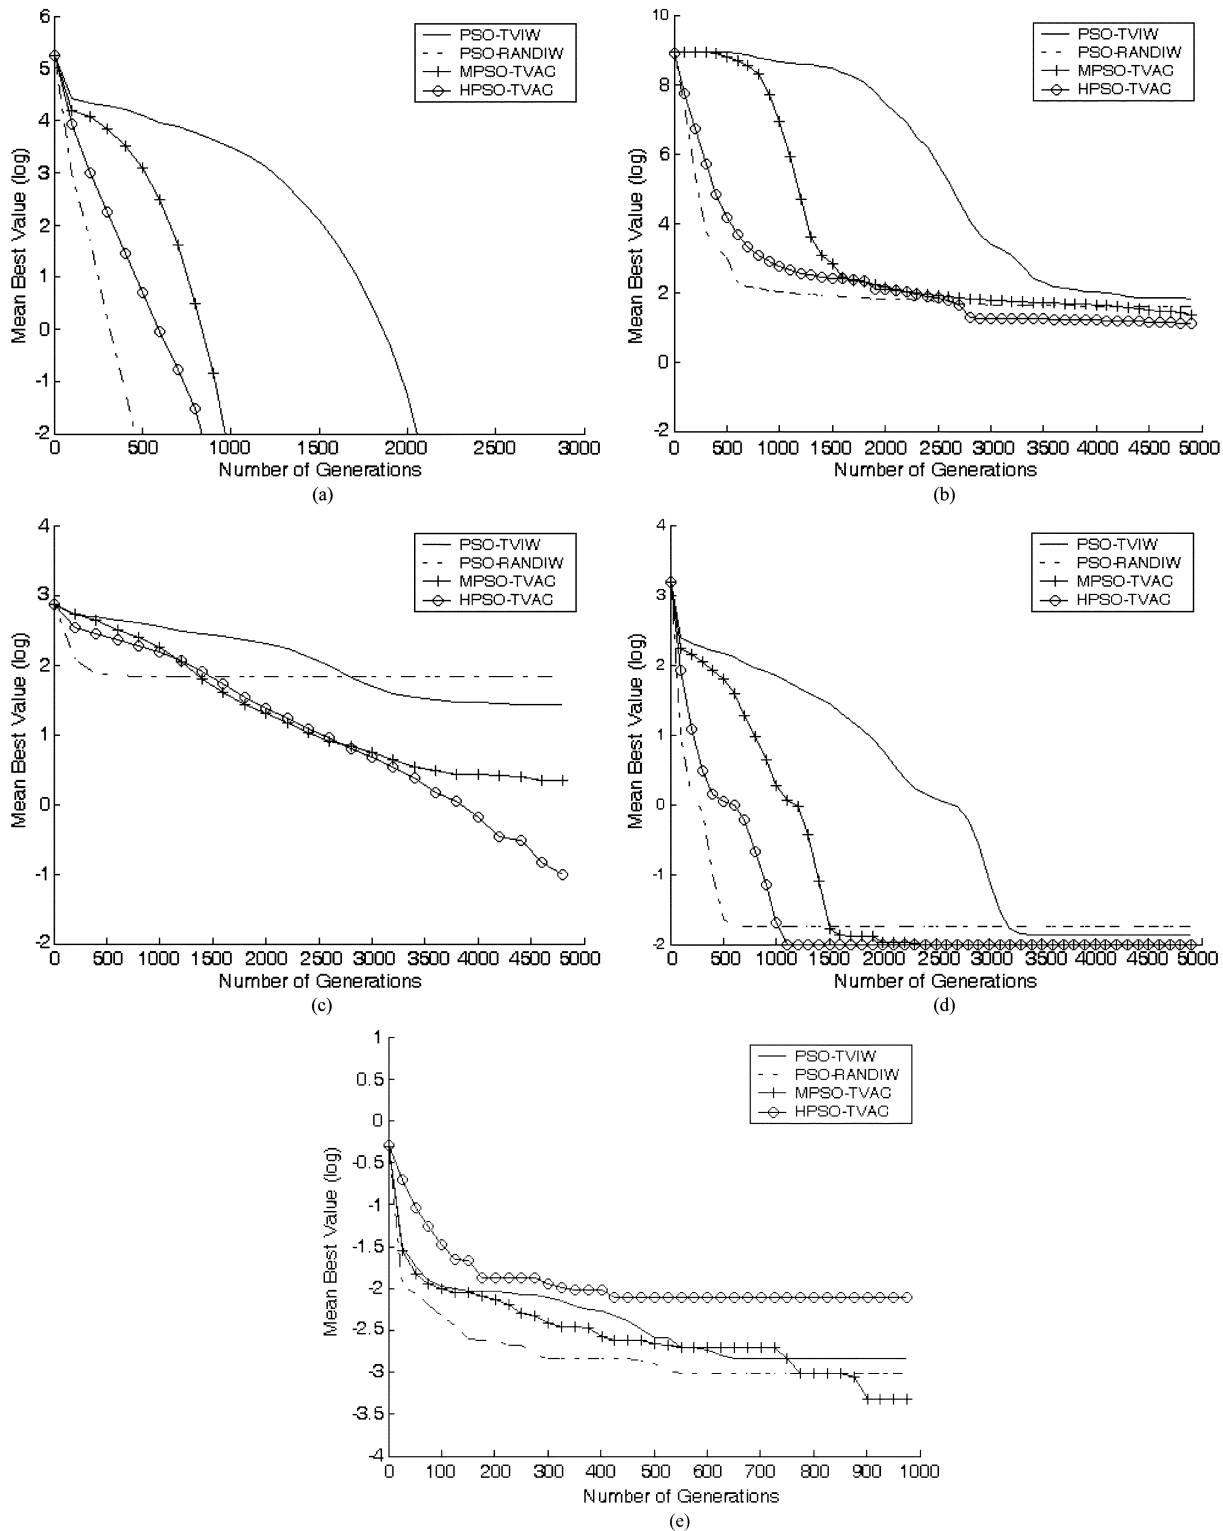 6
5
4
3
2
1
0
-1
-2
0 500 1000 1500 2000 2500 3000
Mean Best Value (log)
Number of Generations
PSO-TVIW
PSO-RANDIW
MPSO-TVAC
HPSO-TVAC
(a)
10
8
6
4
2
0
-2
0 500 1000 1500 2000 2500 3000 3500 4000 4500 5000
Mean Best Value (log)
Number of Generations
PSO-TVIW
PSO-RANDIW
MPSO-TVAC
HPSO-TVAC
(b)
4
3
2
1
0
-1
-2
0 500 1000 1500 2000 2500 3000 3500 4000 4500 5000
Mean Best Value (log)
Number of Generations
PSO-TVIW
PSO-RANDIW
MPSO-TVAC
HPSO-TVAC
(c)
4
3
2
1
0
-1
-2
0 500 1000 1500 2000 2500 3000 3500 4000 4500 5000
Mean Best Value (log)
Number of Generations
PSO-TVIW
PSO-RANDIW
MPSO-TVAC
HPSO-TVAC
(d)
1
0.5
0
-0.5
-1
-1.5
-2
-2.5
-3
-3.5
-4
0 100 200 300 400 500 600 700 800 900 1000
Mean Best Value (log)
Number of Generations
PSO-TVIW
PSO-RANDIW
MPSO-TVAC
HPSO-TVAC
(e)